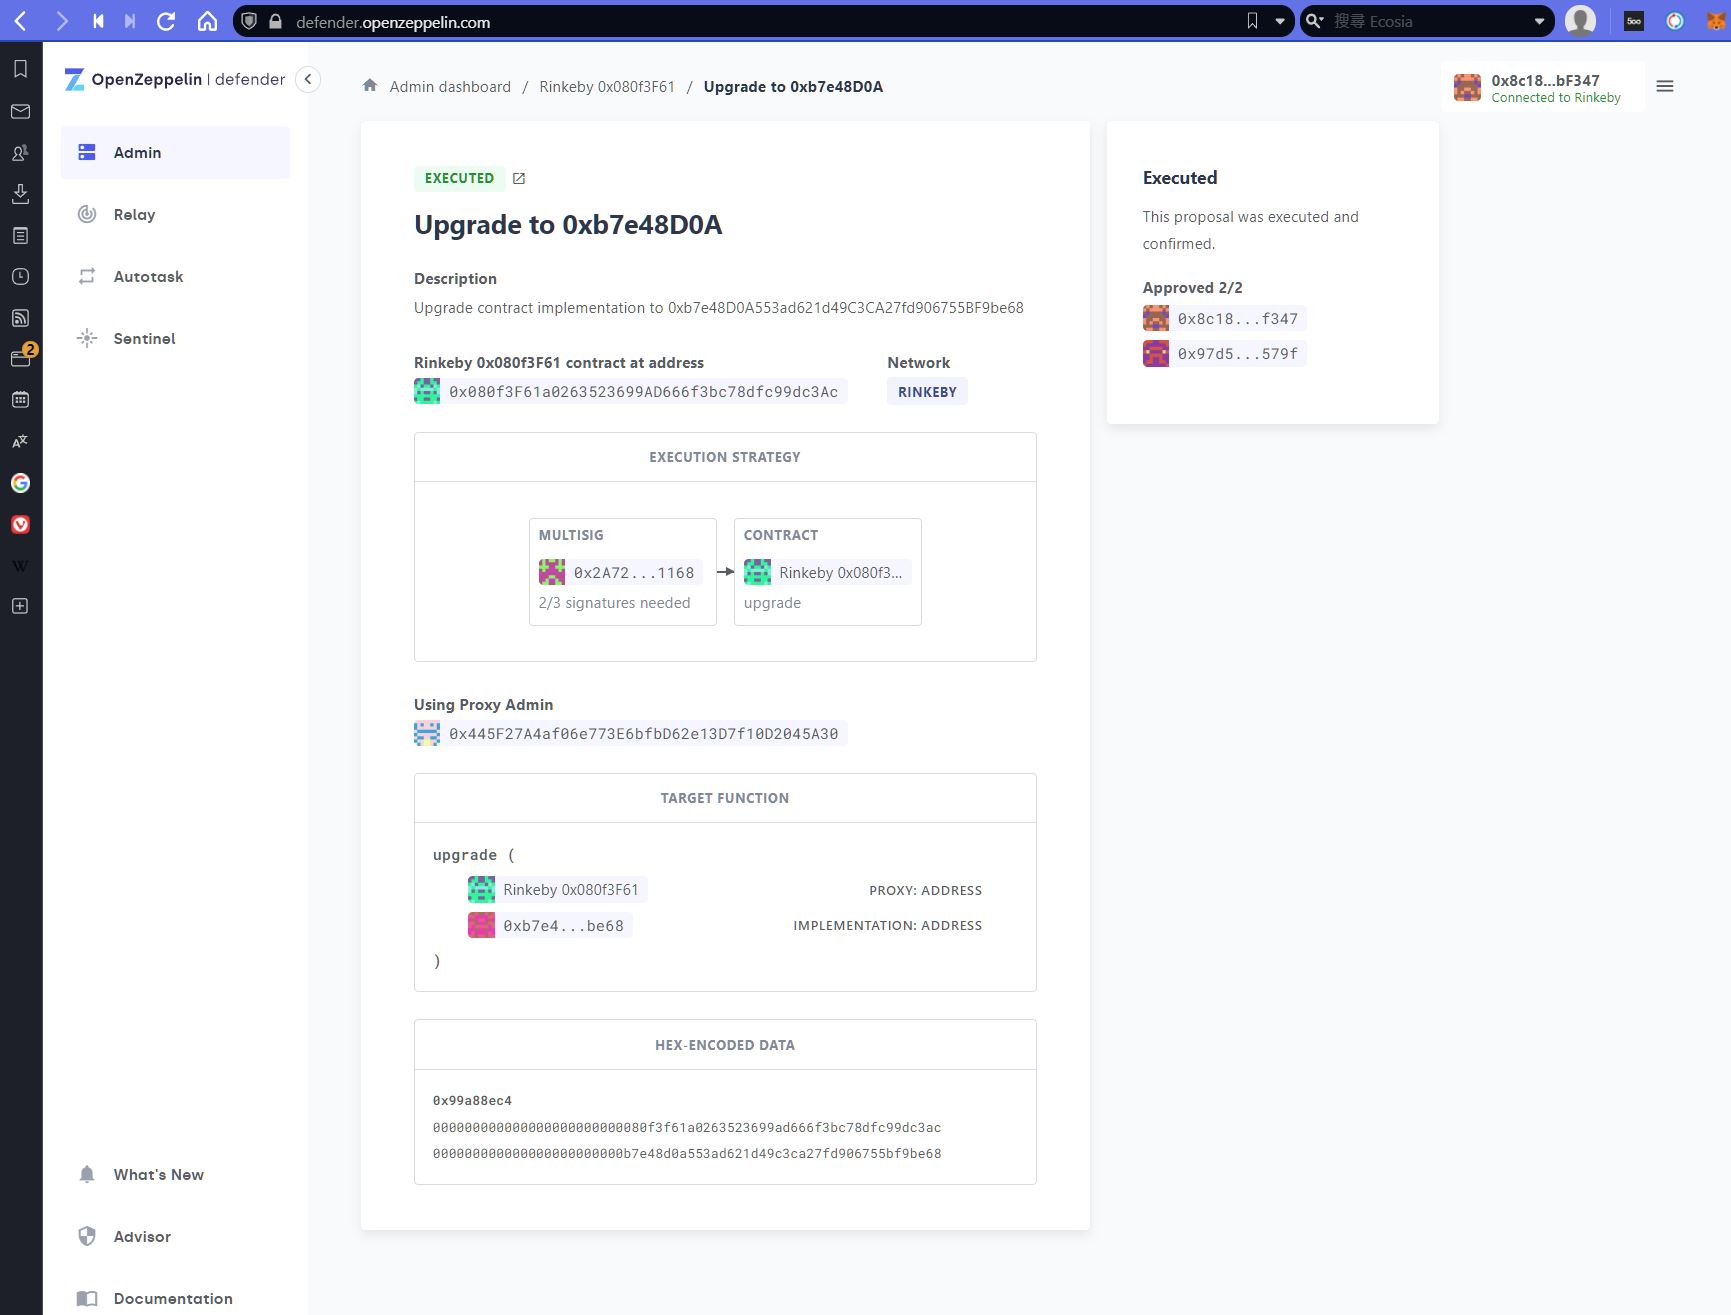 defender.openzeppelin.com
搜尋 Ecosia
500
OpenZeppelin | defender
Admin dashboard / Rinkeby 0x080f3F61 / Upgrade to 0xb7e48D0A
0x8c18...bF347
Connected to Rinkeby
2
W
Admin
Relay
Autotask
Sentinel
What's New
Advisor
Documentation
EXECUTED
Upgrade to 0xb7e48D0A
Description
Upgrade contract implementation to 0xb7e48D0A553ad621d49C3CA27fd906755BF9be68
Rinkeby 0x080f3F61 contract at address
Network
0x080f3F61a0263523699AD666f3bc78dfc99dc3Ac
RINKEBY
EXECUTION STRATEGY
MULTISIG
0x2A72...1168
2/3 signatures needed
CONTRACT
Rinkeby 0x080f3...
upgrade
Using Proxy Admin
0x445F27A4af06e773E6bfbD62e13D7f10D2045A30
TARGET FUNCTION
upgrade (
Rinkeby 0x080f3F61
PROXY: ADDRESS
0xb7e4...be68
IMPLEMENTATION: ADDRESS
)
HEX-ENCODED DATA
0x99a88ec4
000000000000000000000000080f3f61a0263523699ad666f3bc78dfc99dc3ac
000000000000000000000000b7e48d0a553ad621d49c3ca27fd906755bf9be68
Executed
This proposal was executed and
confirmed.
Approved 2/2
0x8c18...f347
0x97d5...579f